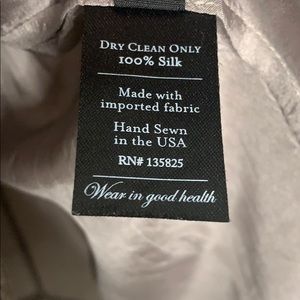 Dry Clean Only
100% Silk
Made with
imported fabric
Hand Sewn
in the USA
RN# 135825
Wear in good health